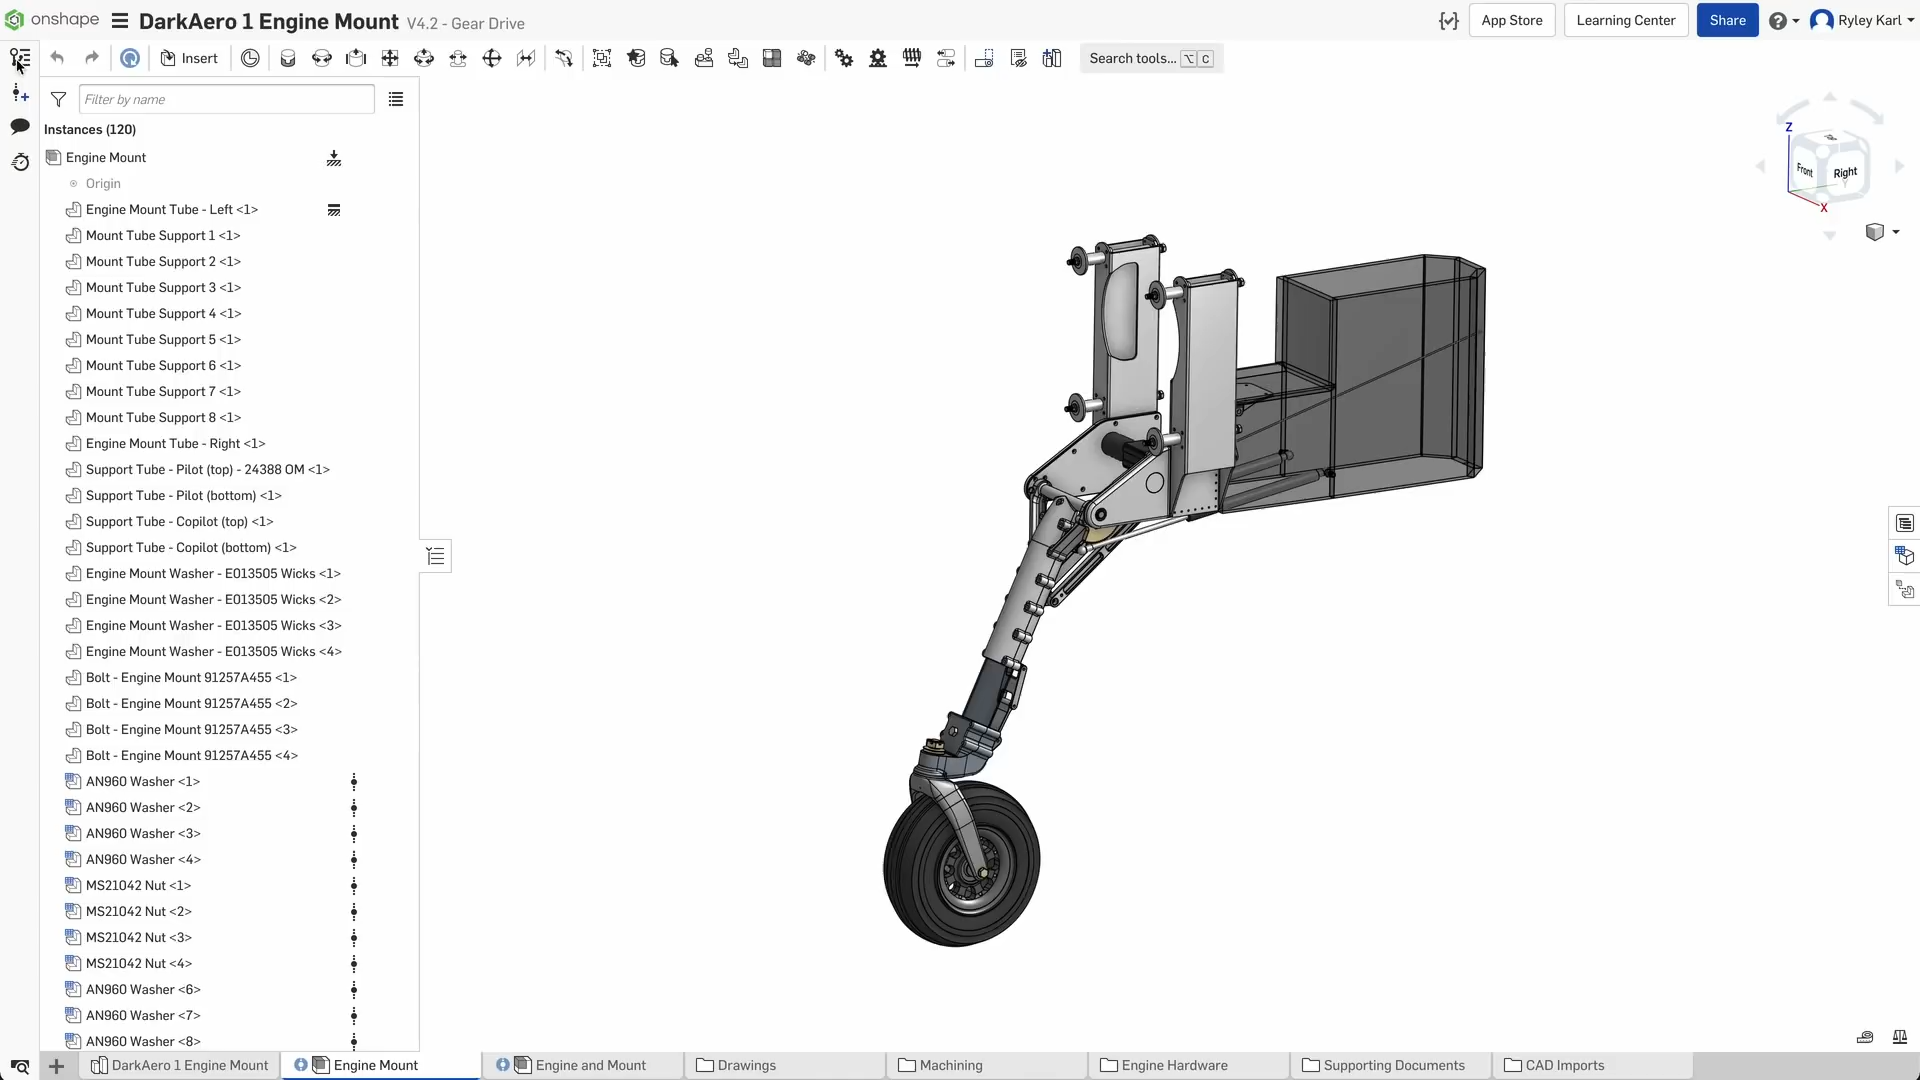 onshape
DarkAero 1 Engine Mount V4.2 - Gear Drive
App Store
Learning Center
Share
Ryley Karl
Insert
Search tools... ⌥ C
Filter by name
Instances (120)
Engine Mount
Origin
Engine Mount Tube - Left <1>
Mount Tube Support 1 <1>
Mount Tube Support 2 <1>
Mount Tube Support 3 <1>
Mount Tube Support 4 <1>
Mount Tube Support 5 <1>
Mount Tube Support 6 <1>
Mount Tube Support 7 <1>
Mount Tube Support 8 <1>
Engine Mount Tube - Right <1>
Support Tube - Pilot (top) - 24388 OM <1>
Support Tube - Pilot (bottom) <1>
Support Tube - Copilot (top) <1>
Support Tube - Copilot (bottom) <1>
Engine Mount Washer - E013505 Wicks <1>
Engine Mount Washer - E013505 Wicks <2>
Engine Mount Washer - E013505 Wicks <3>
Engine Mount Washer - E013505 Wicks <4>
Bolt - Engine Mount 91257A455 <1>
Bolt - Engine Mount 91257A455 <2>
Bolt - Engine Mount 91257A455 <3>
Bolt - Engine Mount 91257A455 <4>
AN960 Washer <1>
AN960 Washer <2>
AN960 Washer <3>
AN960 Washer <4>
MS21042 Nut <1>
MS21042 Nut <2>
MS21042 Nut <3>
MS21042 Nut <4>
AN960 Washer <6>
AN960 Washer <7>
AN960 Washer <8>
Z
Front
Right
Y
X
DarkAero 1 Engine Mount
Engine Mount
Engine and Mount
Drawings
Machining
Engine Hardware
Supporting Documents
CAD Imports